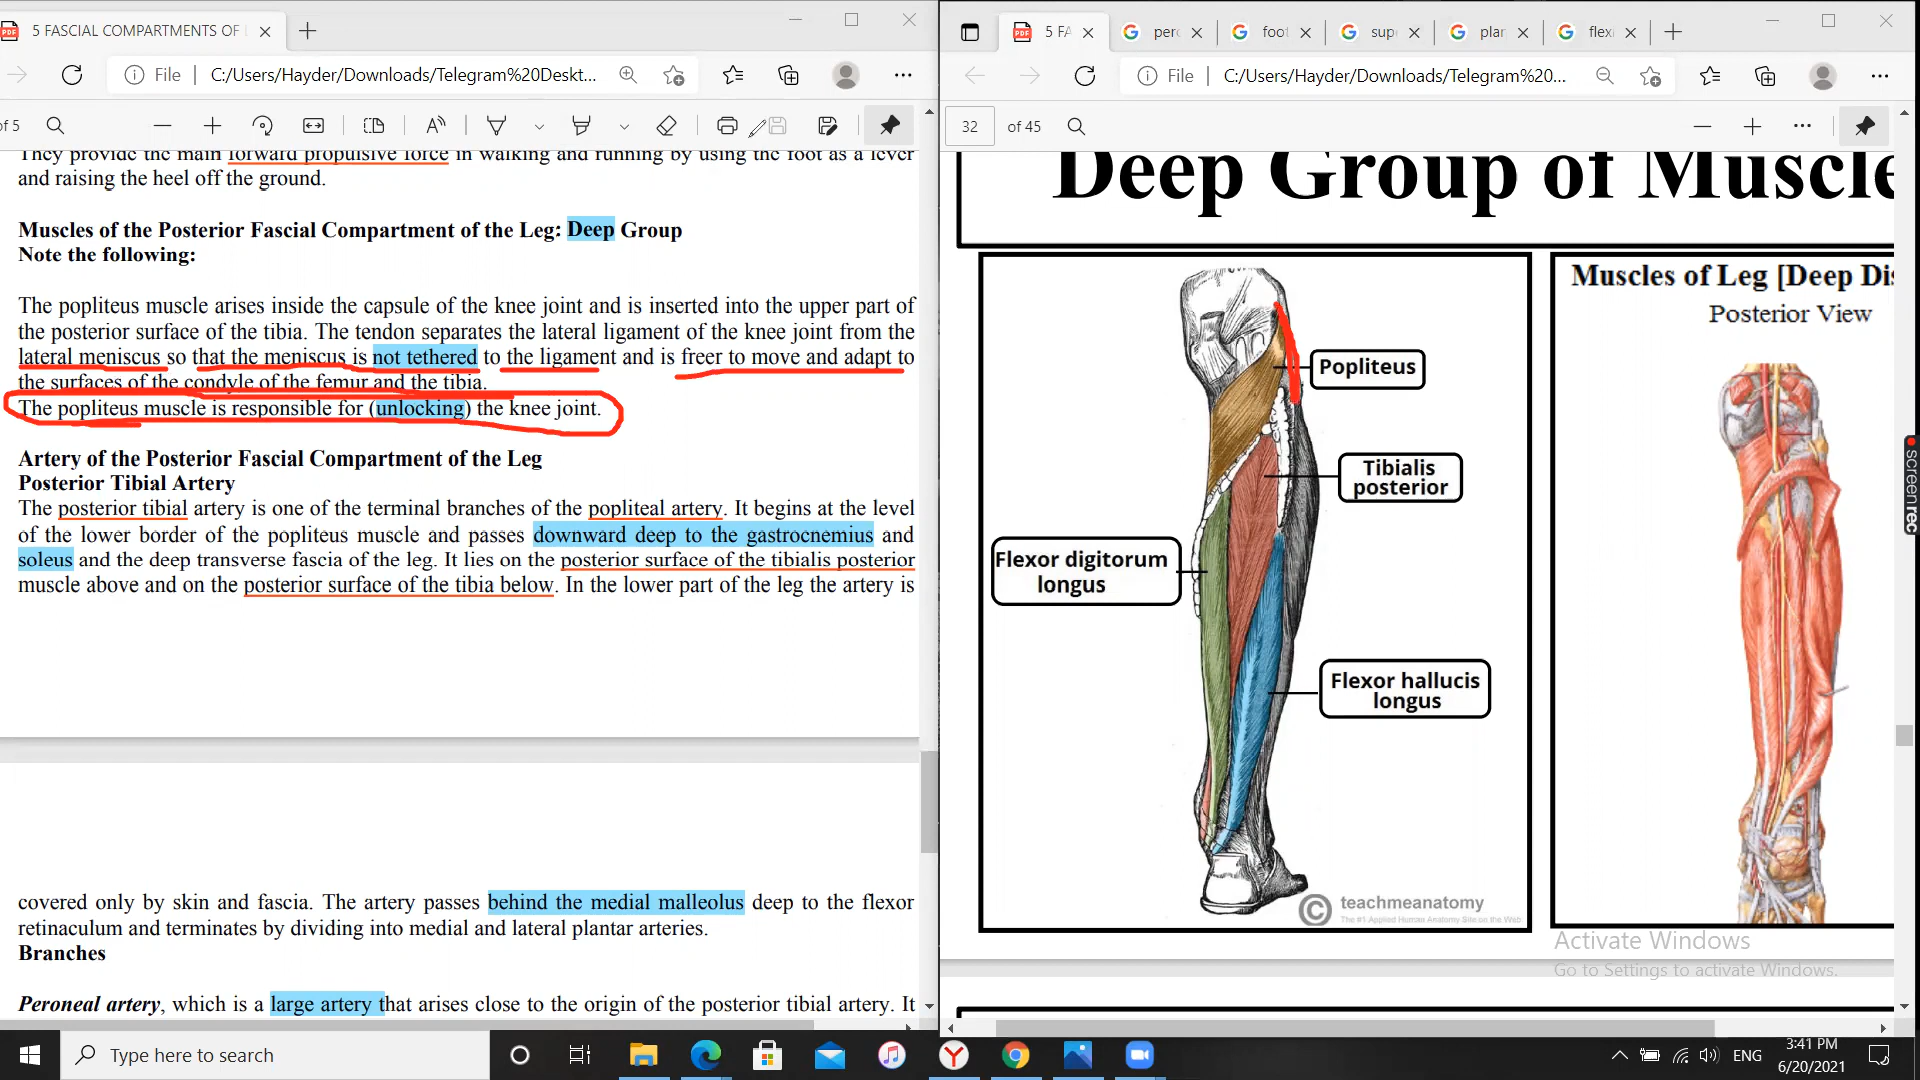 5 FASCIAL COMPARTMENTS OF L
File
C:/Users/Hayder/Downloads/Telegram%20Deskt...
of 5
They provide the main forward propulsive force in walking and running by using the foot as a lever
and raising the heel off the ground.
Muscles of the Posterior Fascial Compartment of the Leg: Deep Group
Note the following:
The popliteus muscle arises inside the capsule of the knee joint and is inserted into the upper part of
the posterior surface of the tibia. The tendon separates the lateral ligament of the knee joint from the
lateral meniscus so that the meniscus is not tethered to the ligament and is freer to move and adapt to
the surfaces of the condyle of the femur and the tibia.
The popliteus muscle is responsible for (unlocking) the knee joint.
Artery of the Posterior Fascial Compartment of the Leg
Posterior Tibial Artery
The posterior tibial artery is one of the terminal branches of the popliteal artery. It begins at the level
of the lower border of the popliteus muscle and passes downward deep to the gastrocnemius and
soleus and the deep transverse fascia of the leg. It lies on the posterior surface of the tibialis posterior
muscle above and on the posterior surface of the tibia below. In the lower part of the leg the artery is
covered only by skin and fascia. The artery passes behind the medial malleolus deep to the flexor
retinaculum and terminates by dividing into medial and lateral plantar arteries.
Branches
Peroneal artery, which is a large artery that arises close to the origin of the posterior tibial artery. It
5 FA
perc
foot
sup
plar
flex
File
C:/Users/Hayder/Downloads/Telegram%20...
32 of 45
Deep Group of Muscle
Popliteus
Tibialis
posterior
Flexor digitorum
longus
Flexor hallucis
longus
© teachmeanatomy
The #1 Applied Human Anatomy Site on the Web
Muscles of Leg [Deep Dis
Posterior View
Activate Windows
Go to Settings to activate Windows.
screenrec
Type here to search
ENG
3:41 PM
6/20/2021